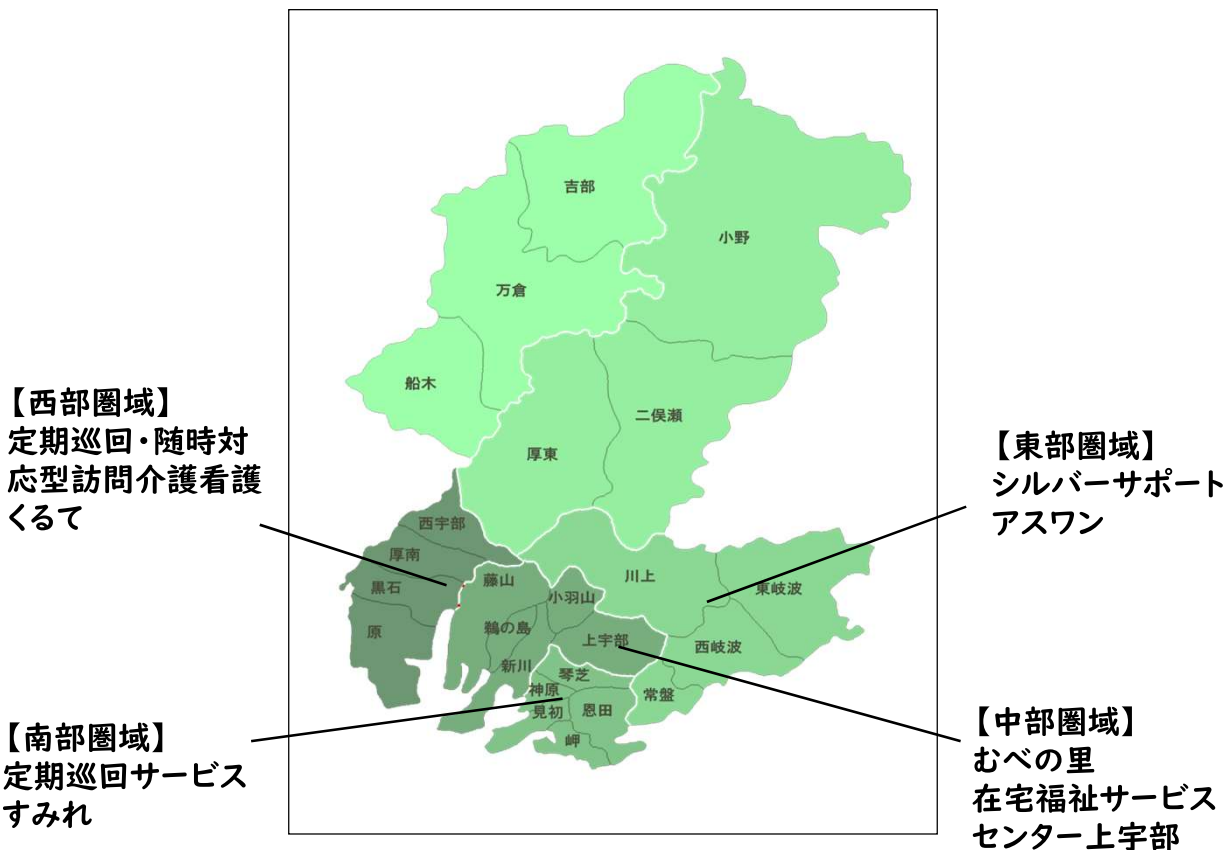 吉部
小野
万倉
船木
二俣瀬
厚東
【西部圏域】
定期巡回・随時対
応型訪問介護看護
くるて
【東部圏域】
シルバーサポート
アスワン
西宇部
厚南
黒石
原
藤山
小羽山
川上
東岐波
鵜の島
上宇部
西岐波
新川
琴芝
神原
常盤
見初
恩田
岬
【南部圏域】
定期巡回サービス
すみれ
【中部圏域】
むべの里
在宅福祉サービス
センター上宇部